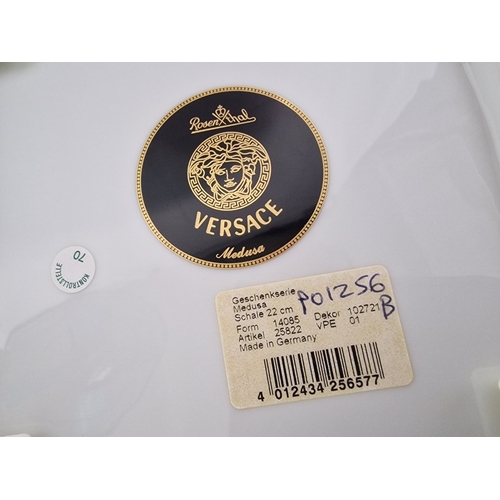 Rosenthal
VERSACE
Medusa
KONTROLLSTELLE
70
Geschenkserie
Medusa
Schale 22 cm
P01256
B
Form 14085 Dekor 102721
Artikel 25822 VPE 01
Made in Germany
4 012434 256577